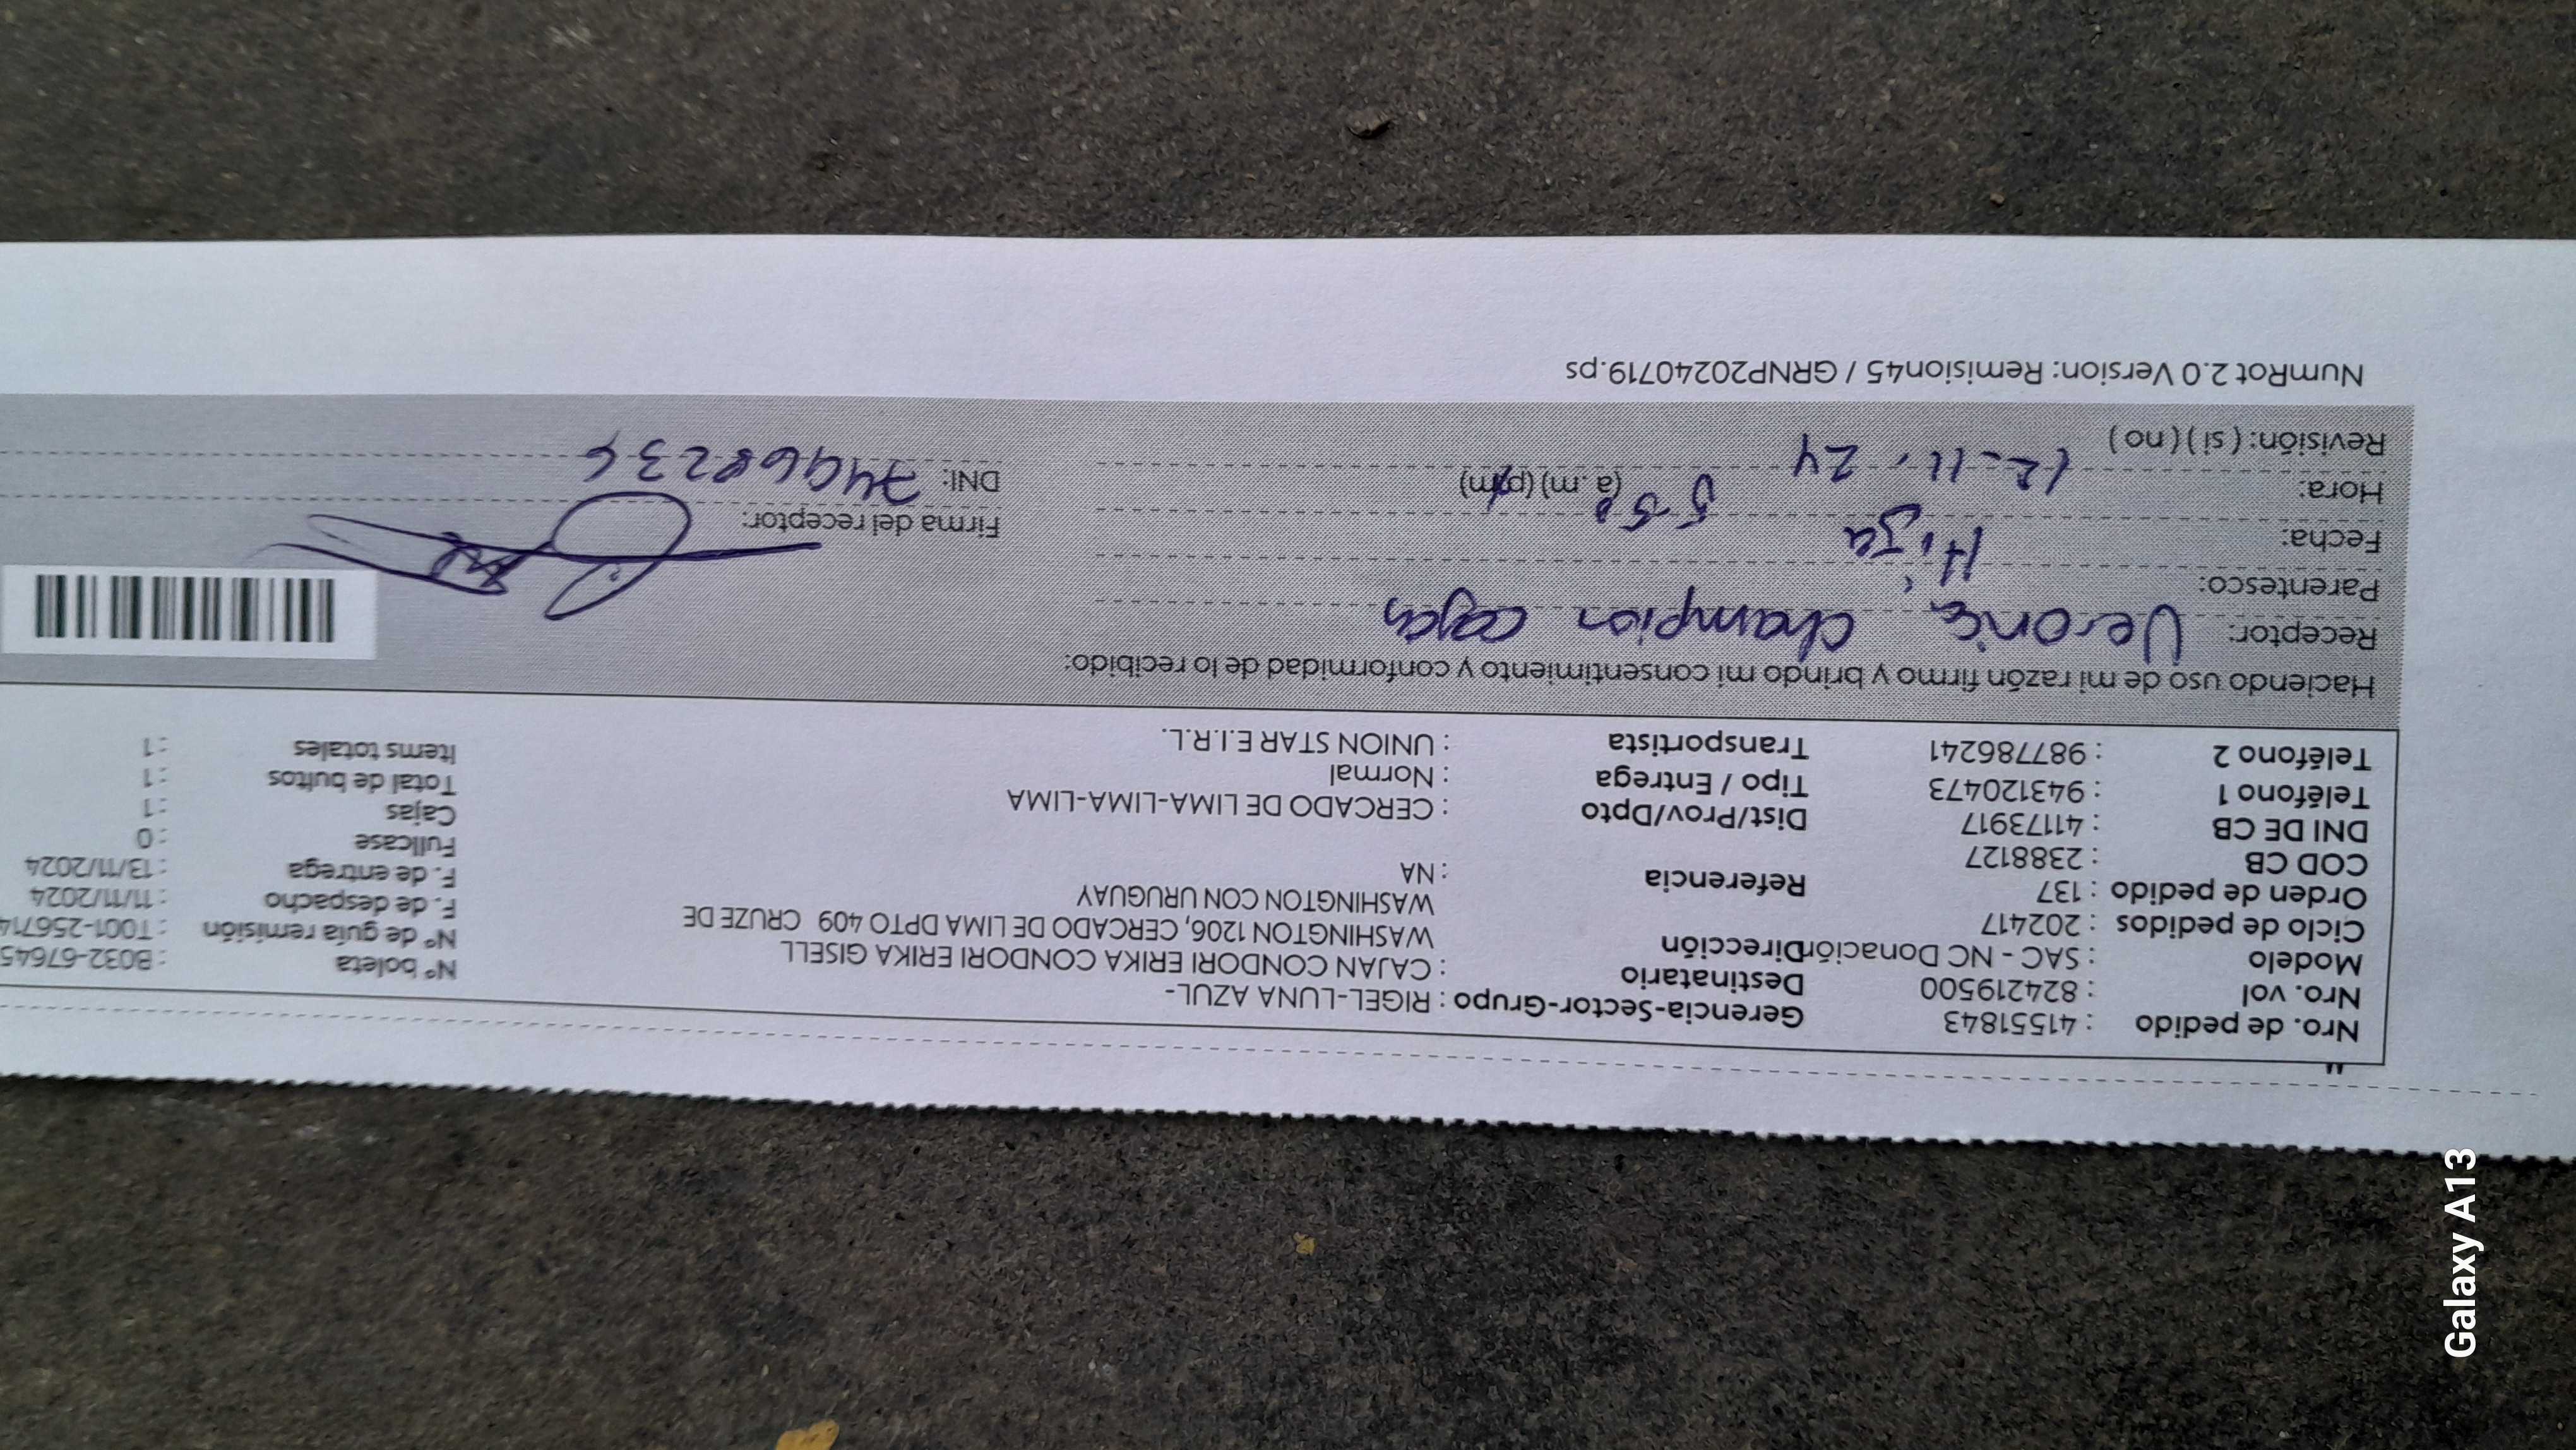 Nro. de pedido : 41551843 Gerencia-Sector-Grupo : RIGEL-LUNA AZUL-
Nro. vol : 824219500 Destinatario : CAJAN CONDORI ERIKA CONDORI ERIKA GISELL Nº boleta : B032-67645
Modelo : SAC - NC Donación Dirección WASHINGTON 1206, CERCADO DE LIMA DPTO 409 CRUZE DE Nº de guía remisión : T001-256714
Ciclo de pedidos : 202417 WASHINGTON CON URUGUAY F. de despacho : 11/11/2024
Orden de pedido : 137 Referencia : NA F. de entrega : 13/11/2024
COD CB : 2388127 Fullcase : 0
DNI DE CB : 41173917 Dist/Prov/Dpto : CERCADO DE LIMA-LIMA-LIMA Cajas : 1
Teléfono 1 : 943120473 Tipo / Entrega : Normal Total de bultos : 1
Teléfono 2 : 987786241 Transportista : UNION STAR E.I.R.L. Items totales : 1
Haciendo uso de mi razón firmo y brindo mi consentimiento y conformidad de lo recibido:
Receptor: Veronica champion cajan
Parentesco: Hija
Fecha: 5:50 Firma del receptor:
Hora: 12-11-24 (a.m) (p.m) DNI:
Revisión: ( si ) ( no )
NumRot 2.0 Version: Remision45 / GRNP20240719.ps
Galaxy A13